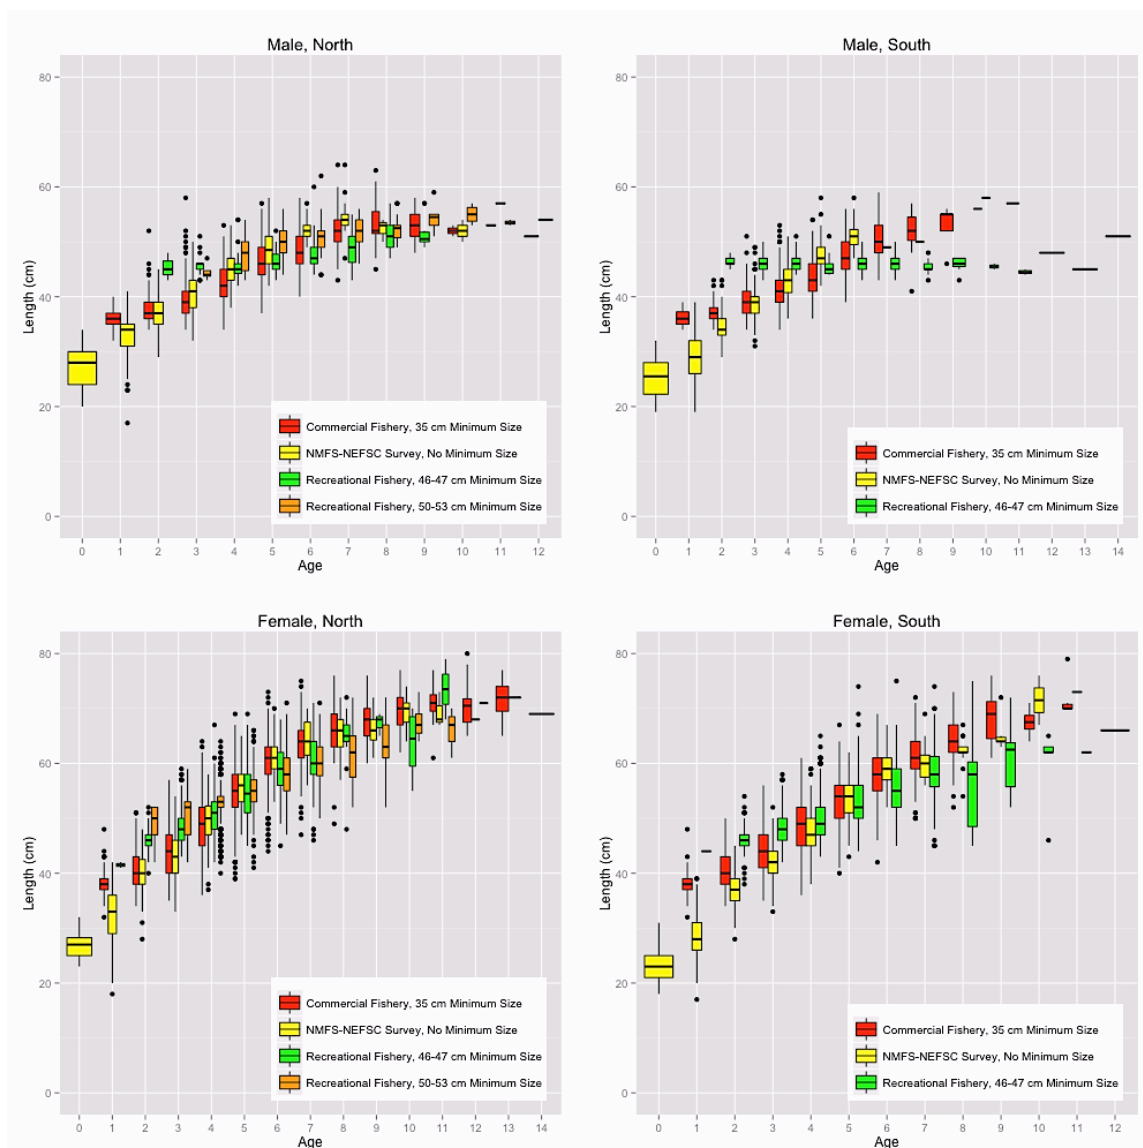 Male, North
80
60
40
20
0
Length (cm)
Commercial Fishery, 35 cm Minimum Size
NMFS-NEFSC Survey, No Minimum Size
Recreational Fishery, 46-47 cm Minimum Size
Recreational Fishery, 50-53 cm Minimum Size
0 1 2 3 4 5 6 7 8 9 10 11 12
Age
Male, South
80
60
40
20
0
Length (cm)
Commercial Fishery, 35 cm Minimum Size
NMFS-NEFSC Survey, No Minimum Size
Recreational Fishery, 46-47 cm Minimum Size
0 1 2 3 4 5 6 7 8 9 10 11 12 13 14
Age
Female, North
80
60
40
20
0
Length (cm)
Commercial Fishery, 35 cm Minimum Size
NMFS-NEFSC Survey, No Minimum Size
Recreational Fishery, 46-47 cm Minimum Size
Recreational Fishery, 50-53 cm Minimum Size
0 1 2 3 4 5 6 7 8 9 10 11 12 13 14
Age
Female, South
80
60
40
20
0
Length (cm)
Commercial Fishery, 35 cm Minimum Size
NMFS-NEFSC Survey, No Minimum Size
Recreational Fishery, 46-47 cm Minimum Size
0 1 2 3 4 5 6 7 8 9 10 11 12
Age